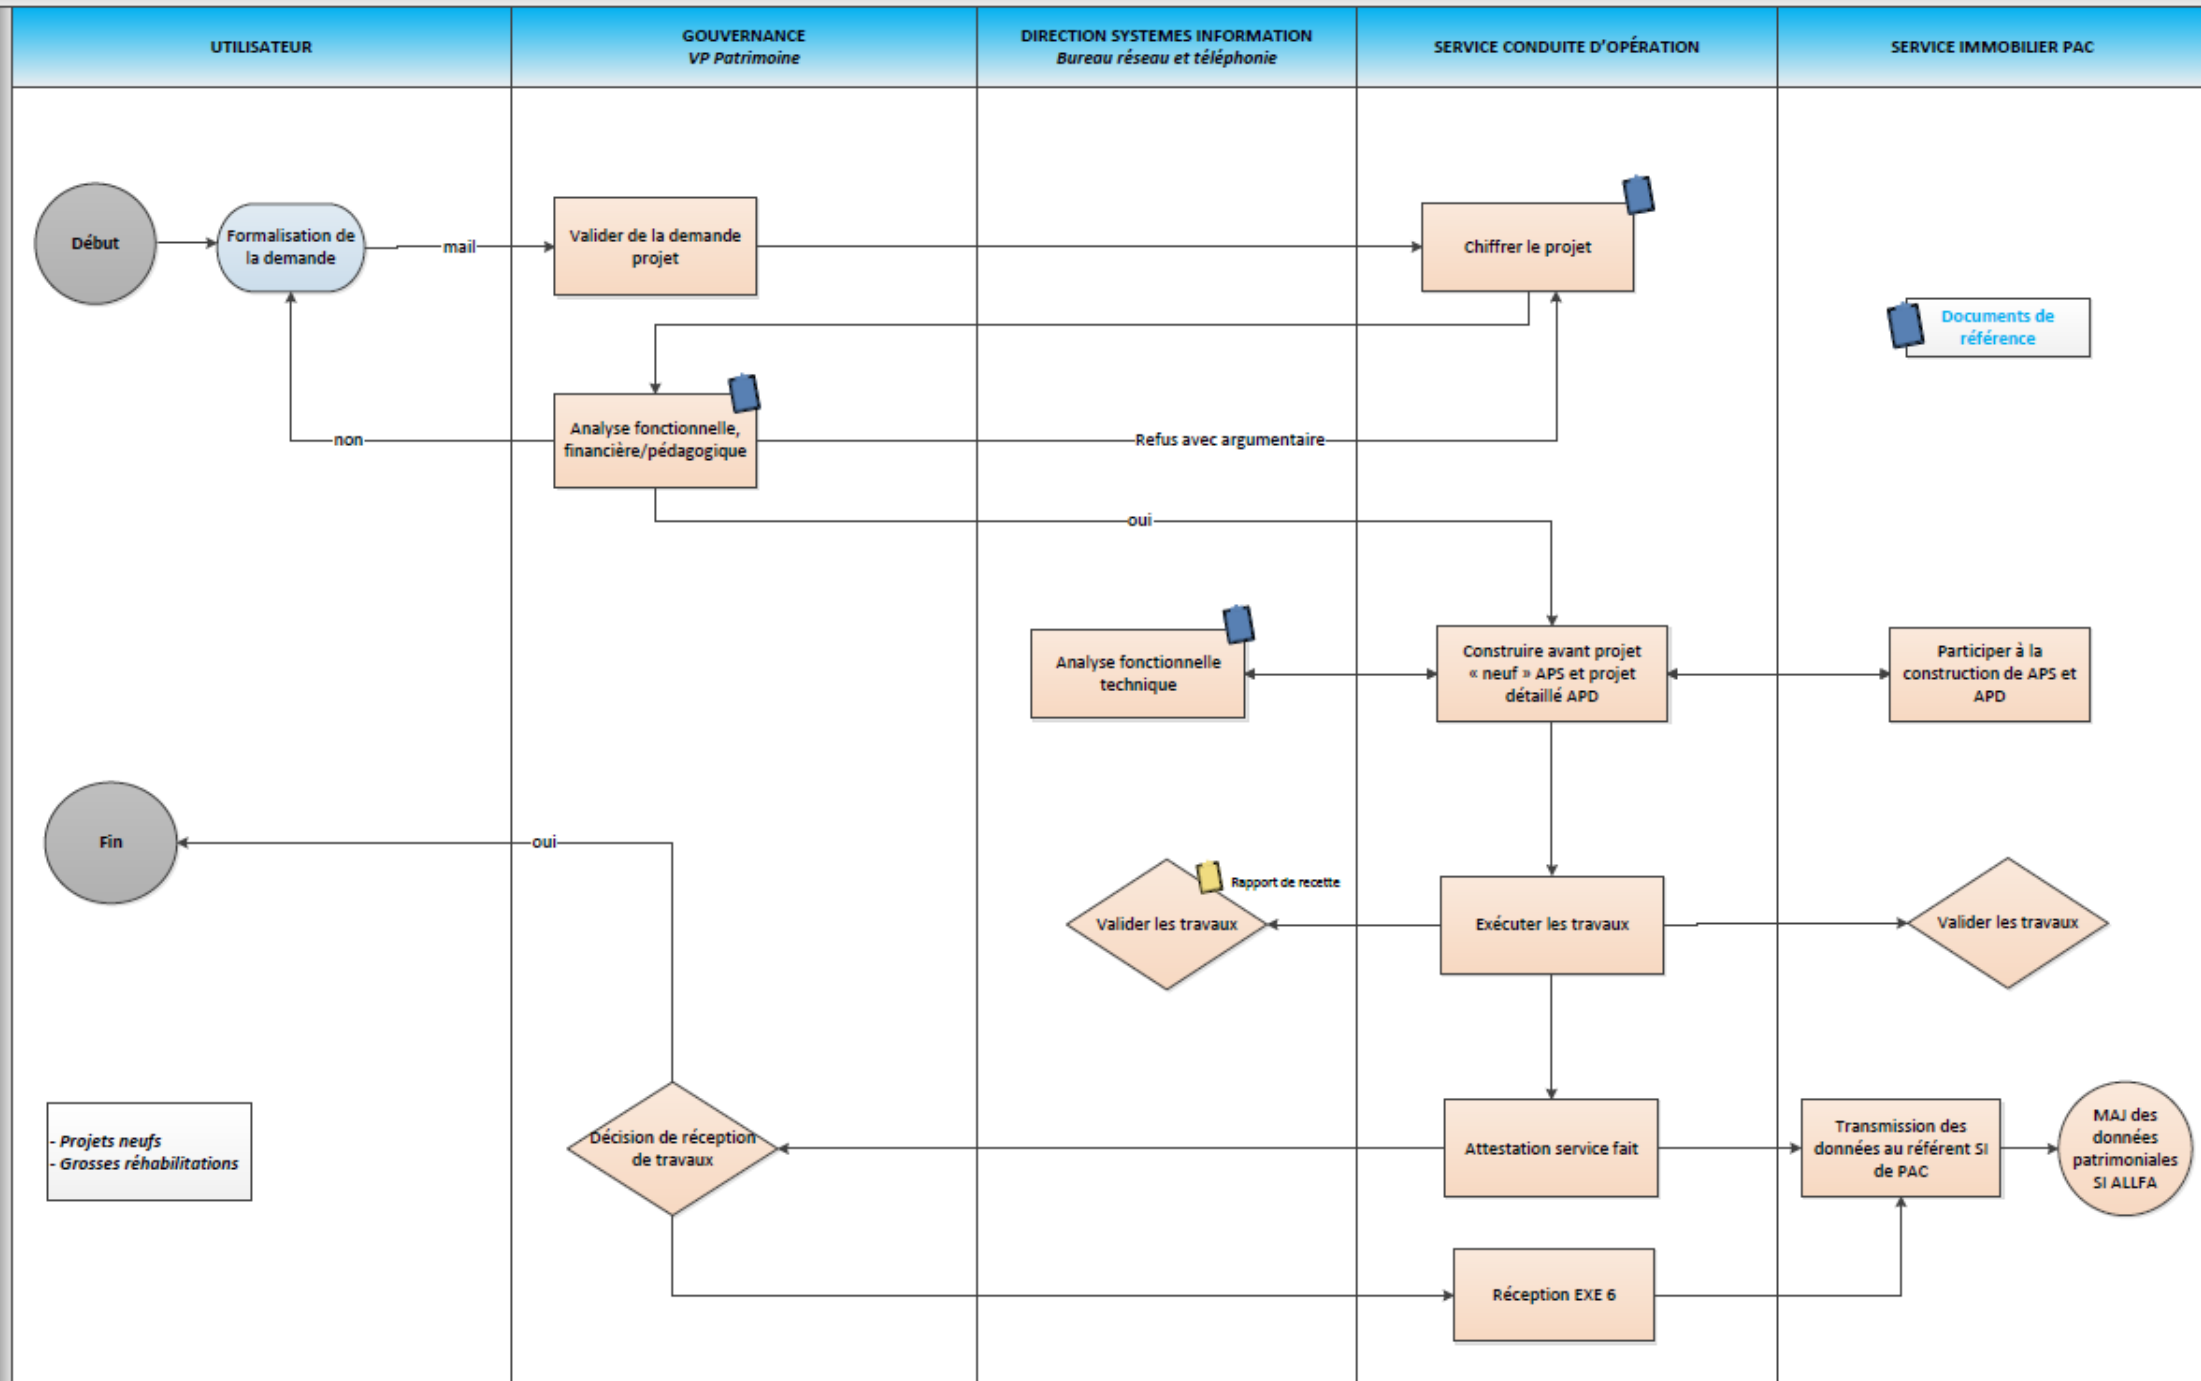 UTILISATEUR
GOUVERNANCE
VP Patrimoine
DIRECTION SYSTEMES INFORMATION
Bureau réseau et téléphonie
SERVICE CONDUITE D'OPÉRATION
SERVICE IMMOBILIER PAC
Début
Formalisation de
la demande
mail
Valider de la demande
projet
Chiffrer le projet
Documents de
référence
non
Analyse fonctionnelle,
financière/pédagogique
Refus avec argumentaire
oui
Analyse fonctionnelle
technique
Construire avant projet
« neuf » APS et projet
détaillé APD
Participer à la
construction de APS et
APD
Fin
oui
Rapport de recette
Valider les travaux
Exécuter les travaux
Valider les travaux
- Projets neufs
- Grosses réhabilitations
Décision de réception
de travaux
Attestation service fait
Transmission des
données au référent SI
de PAC
MAJ des
données
patrimoniales
SI ALLFA
Réception EXE 6